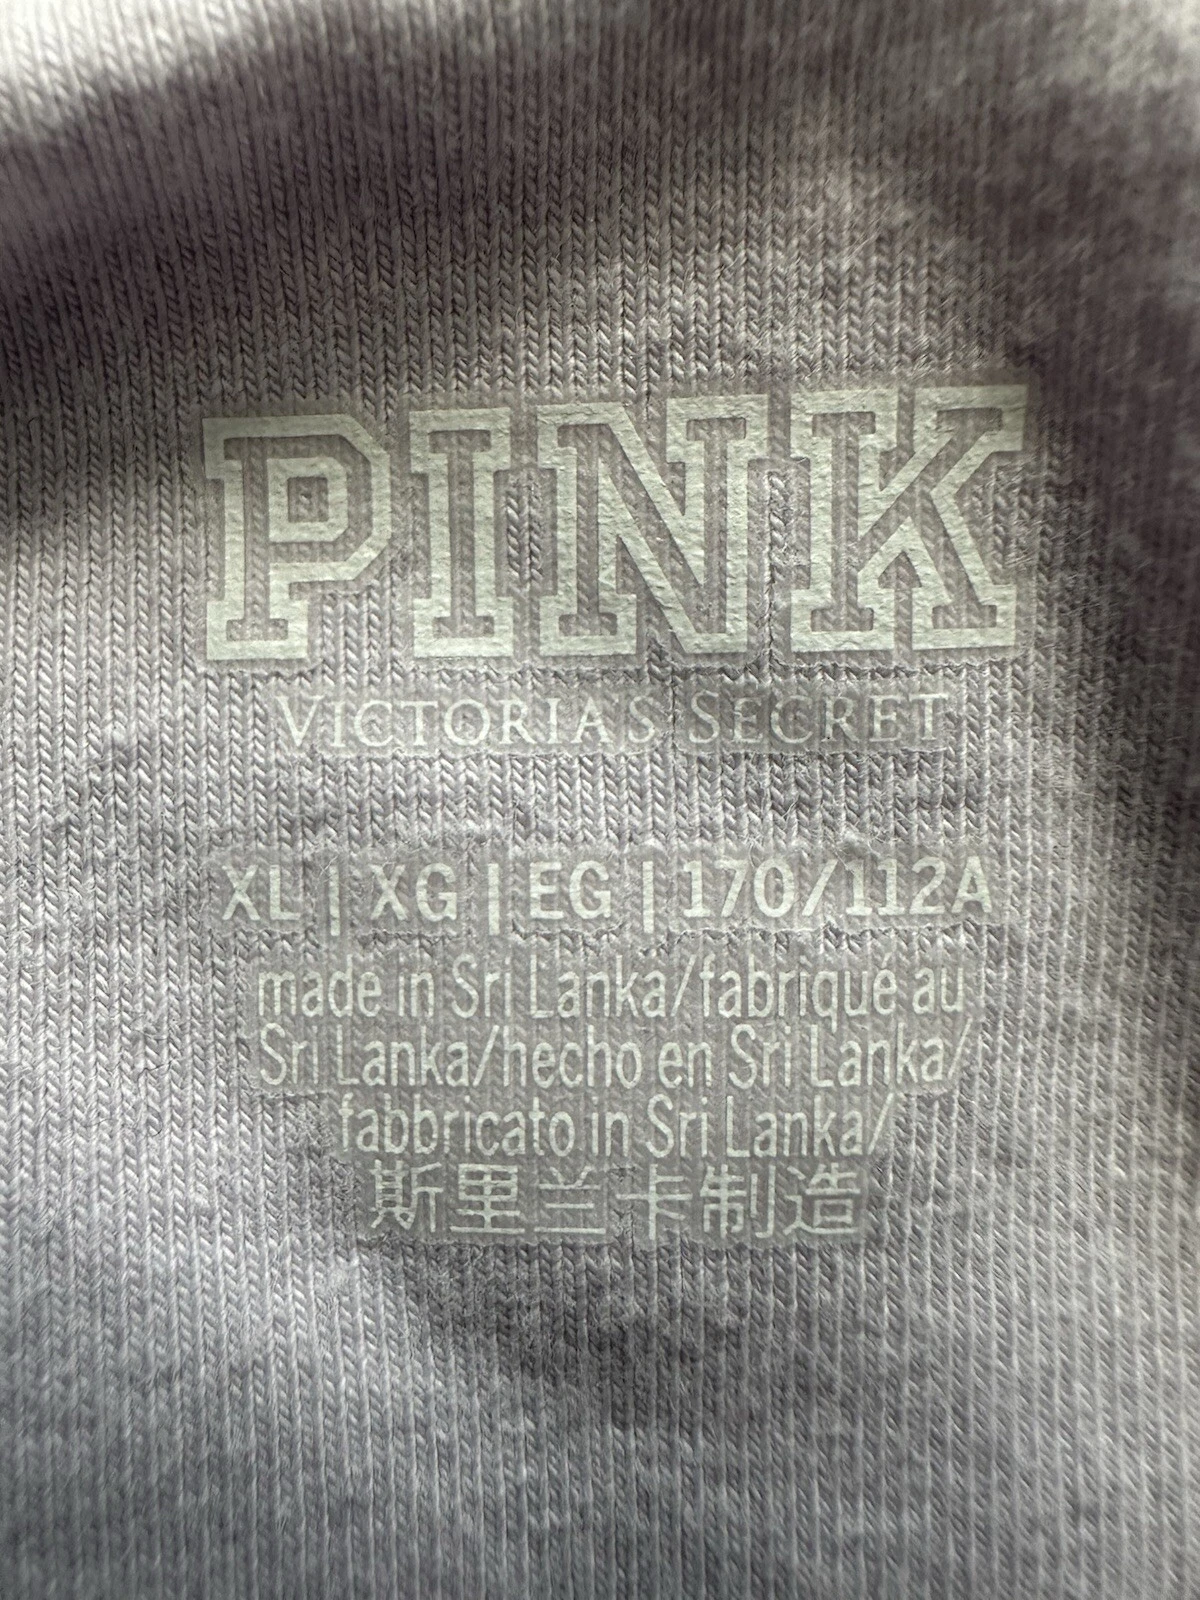 PINK
VICTORIA'S SECRET
XL | XG | EG | 170/112A
made in Sri Lanka/fabriqué au
Sri Lanka/hecho en Sri Lanka/
fabbricato in Sri Lanka/
斯里兰卡制造